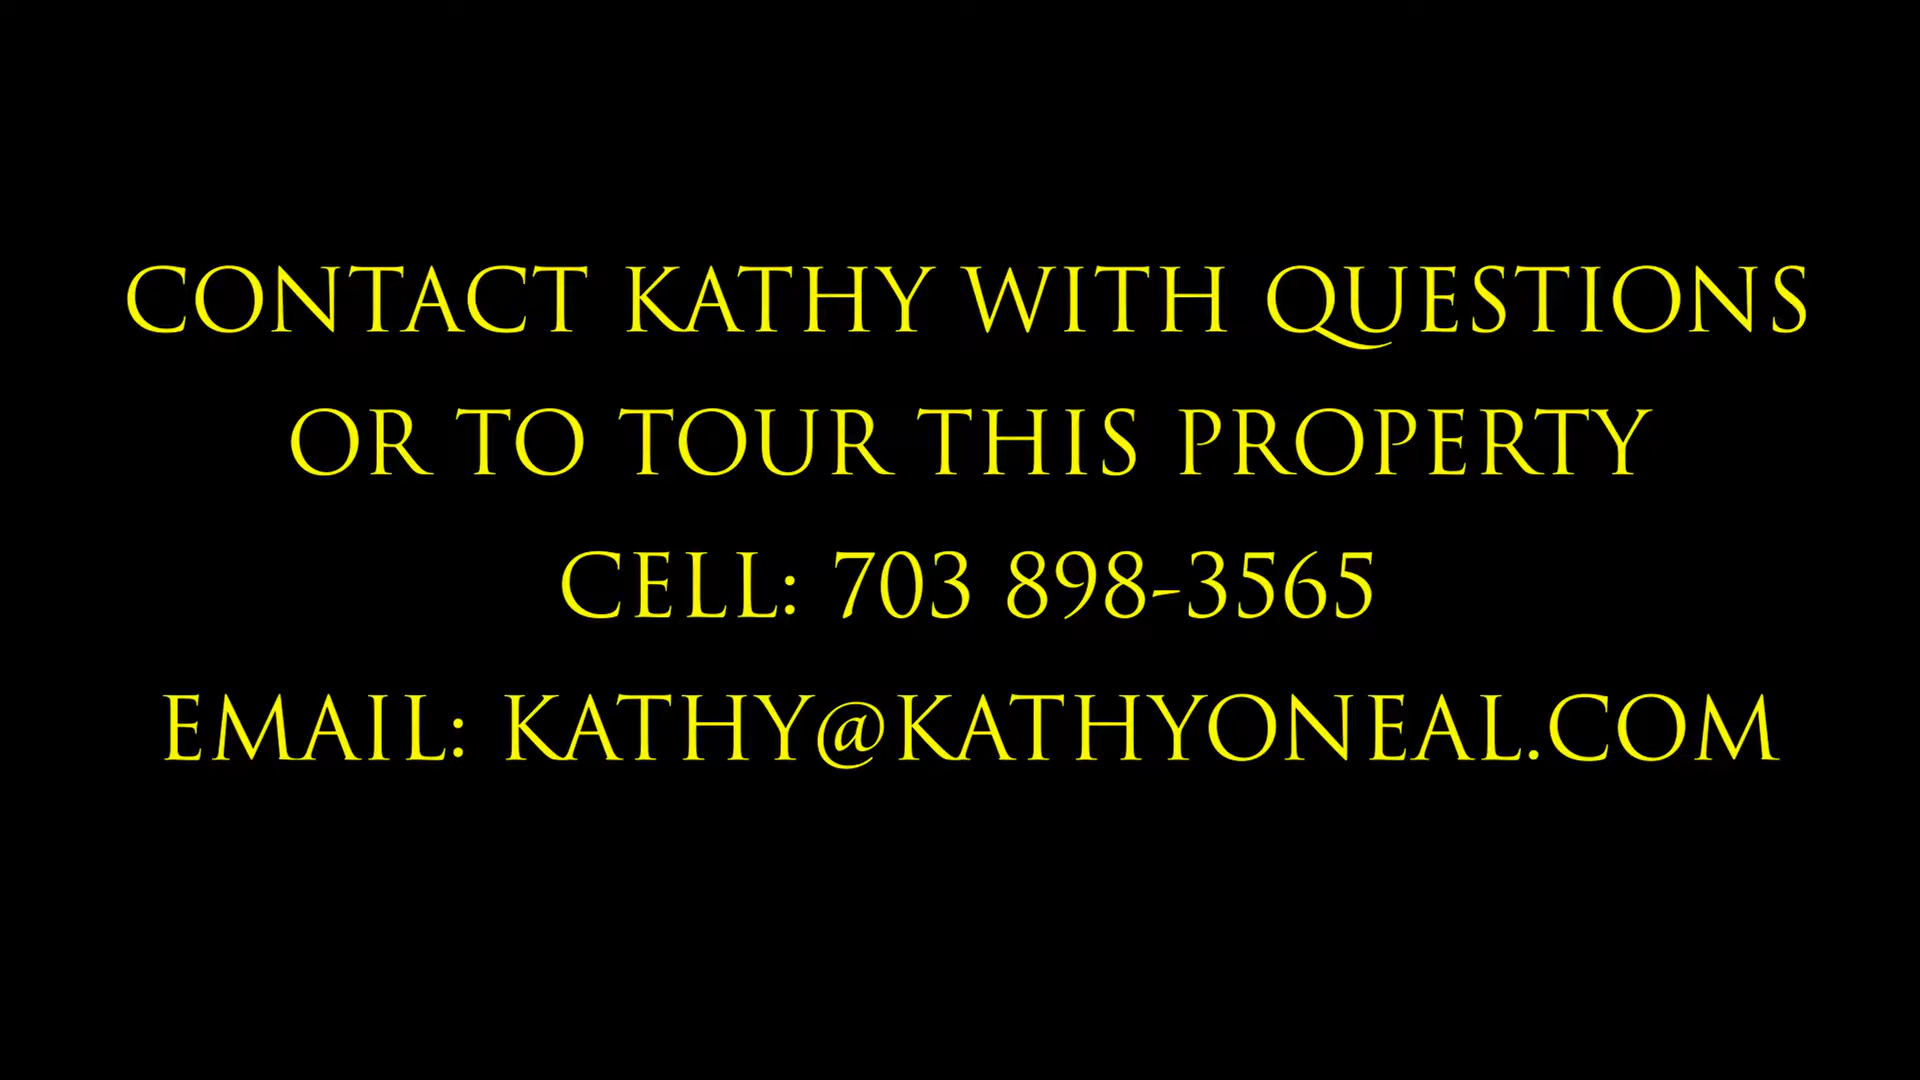 CONTACT KATHY WITH QUESTIONS
OR TO TOUR THIS PROPERTY
CELL: 703 898-3565
EMAIL: KATHY@KATHYONEAL.COM